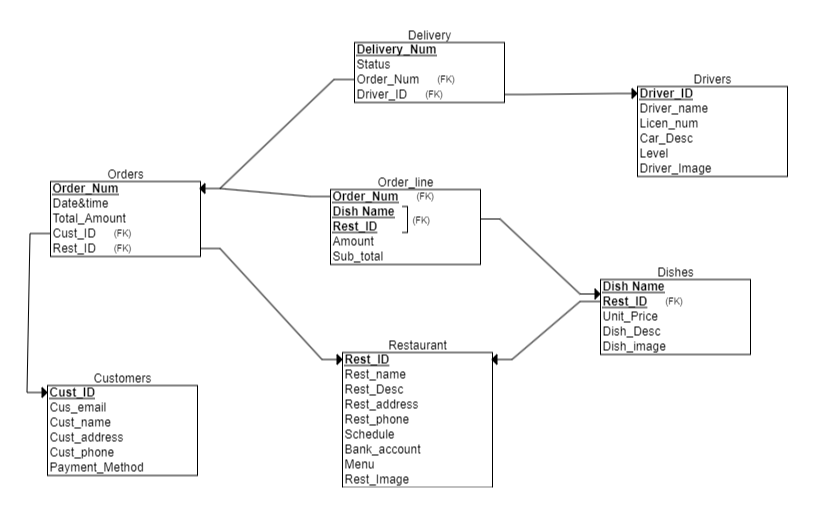 Delivery
Delivery_Num
Status
Order_Num (FK)
Driver_ID (FK)
Drivers
Driver_ID
Driver_name
Licen_num
Car_Desc
Level
Driver_Image
Orders
Order_Num
Date&time
Total_Amount
Cust_ID (FK)
Rest_ID (FK)
Order_line
Order_Num (FK)
Dish Name
(FK)
Rest_ID
Amount
Sub_total
Dishes
Dish Name
Rest_ID (FK)
Unit_Price
Dish_Desc
Dish_image
Restaurant
Rest_ID
Rest_name
Rest_Desc
Rest_address
Rest_phone
Schedule
Bank_account
Menu
Rest_Image
Customers
Cust_ID
Cus_email
Cust_name
Cust_address
Cust_phone
Payment_Method